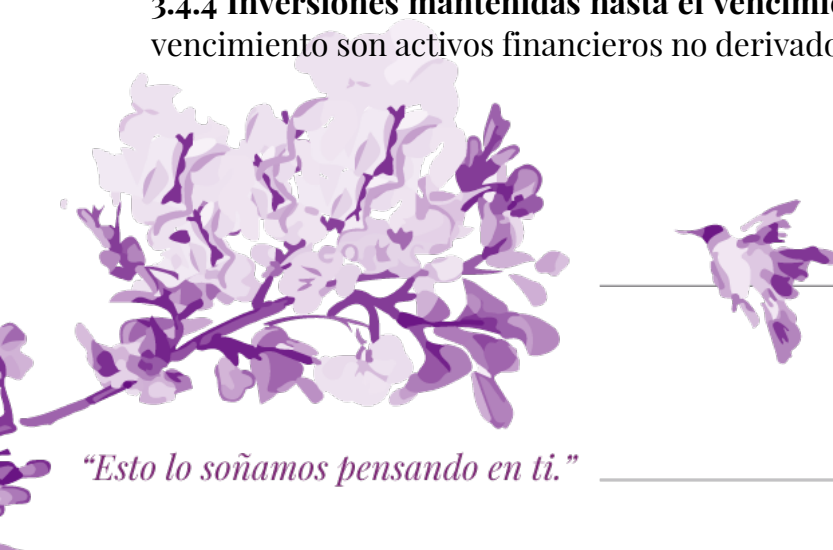 3.4.4 Inversiones mantenidas hasta el vencimie
vencimiento son activos financieros no derivado
“Esto lo soñamos pensando en ti.”